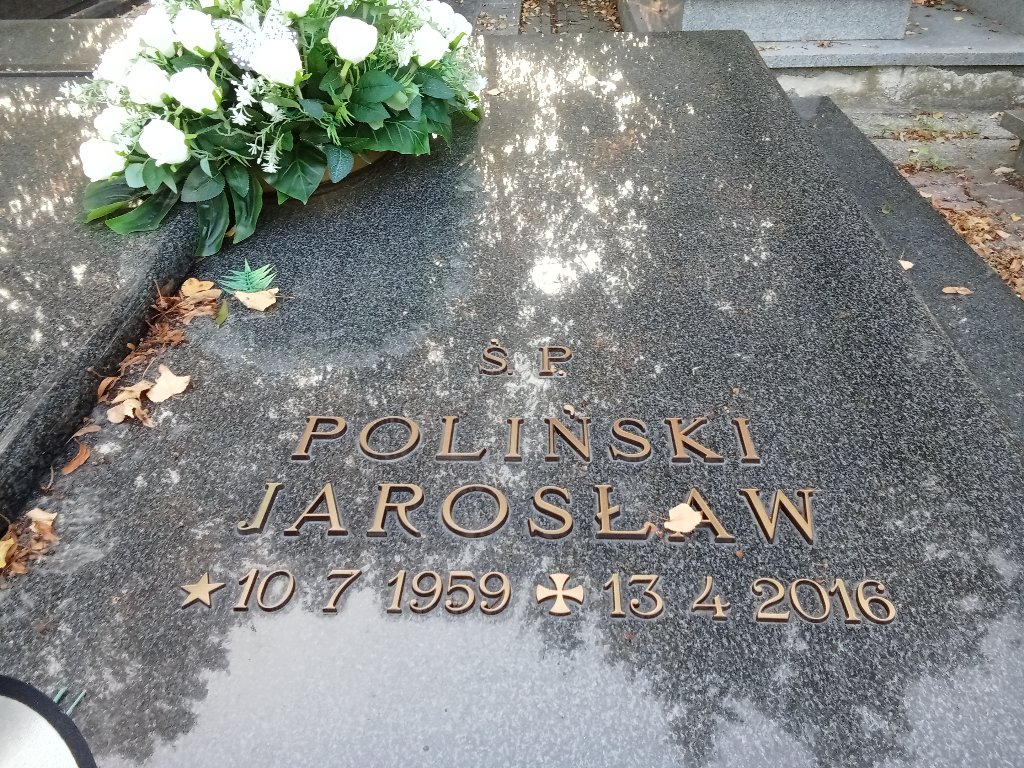 Ś. P.
POLIŃSKI
JAROSŁAW
★ 10 7 1959 ✠ 13 4 2016